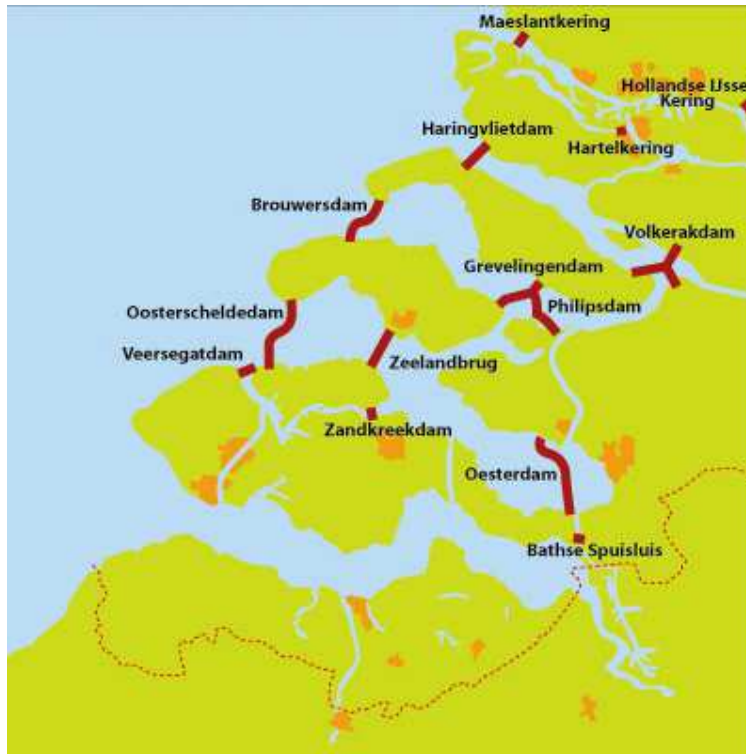 Maeslantkering
Hollandse IJsse
Kering
Haringvlietdam
Hartelkering
Brouwersdam
Volkerakdam
Grevelingendam
Oosterscheldedam
Philipsdam
Veersegatdam
Zeelandbrug
Zandkreekdam
Oesterdam
Bathse Spuisluis